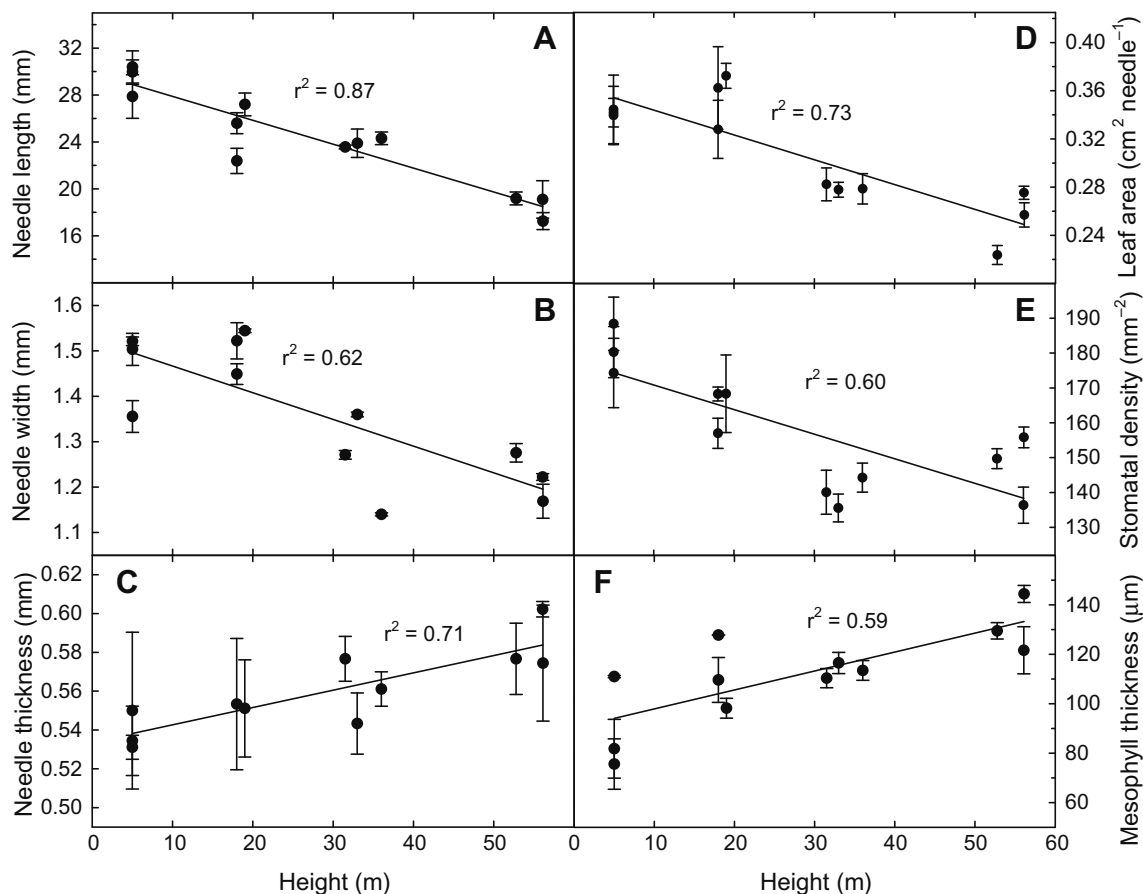 A
32
28
24
20
16
Needle length (mm)
r² = 0.87
D
0.40
0.36
0.32
0.28
0.24
Leaf area (cm² needle⁻¹)
r² = 0.73
B
1.6
1.5
1.4
1.3
1.2
1.1
Needle width (mm)
r² = 0.62
E
190
180
170
160
150
140
130
Stomatal density (mm⁻²)
r² = 0.60
C
0.62
0.60
0.58
0.56
0.54
0.52
0.50
Needle thickness (mm)
r² = 0.71
F
140
120
100
80
60
Mesophyll thickness (µm)
r² = 0.59
0 10 20 30 40 50 0 10 20 30 40 50 60
Height (m) Height (m)